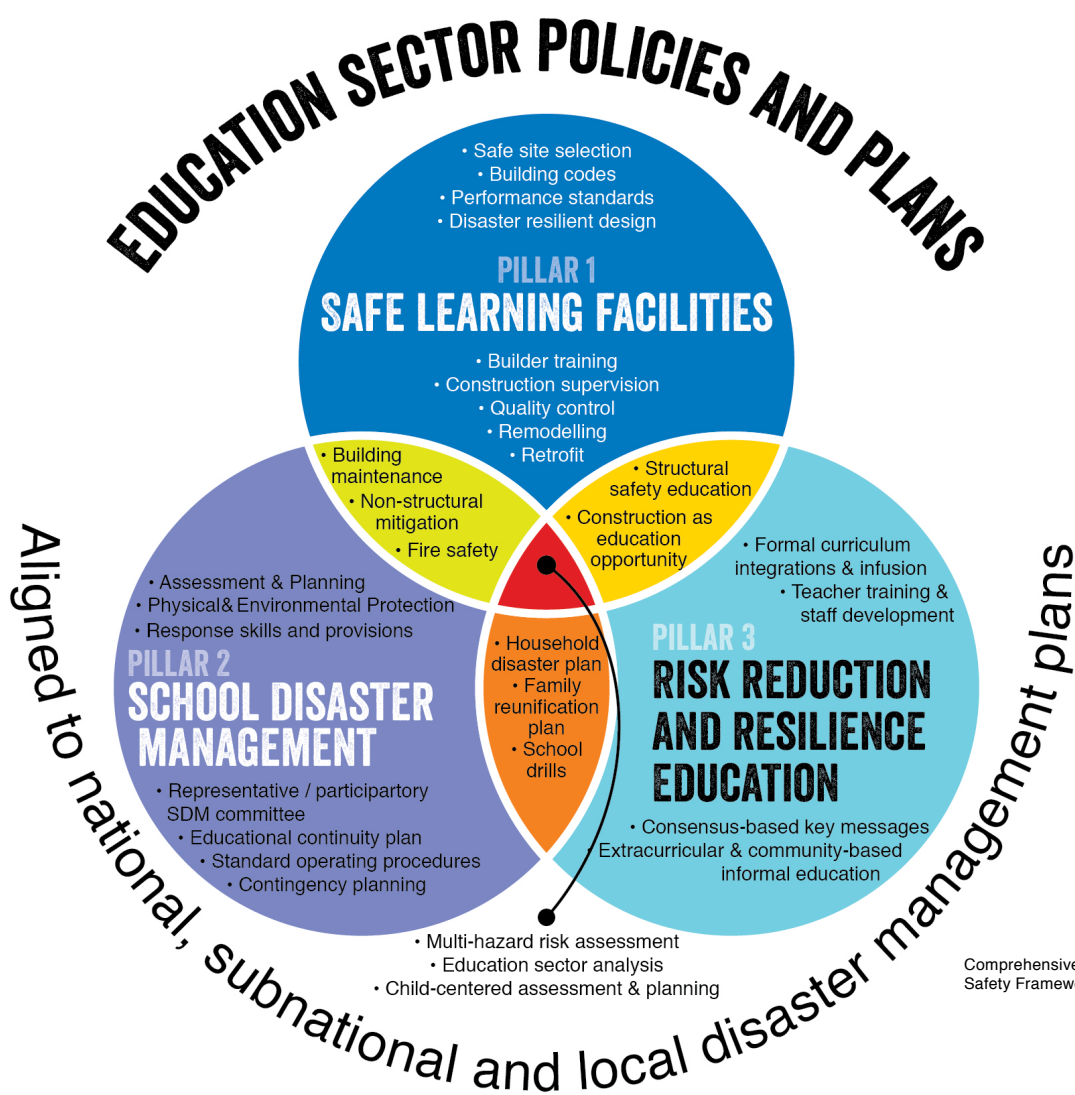 EDUCATION SECTOR POLICIES AND PLANS
• Safe site selection
• Building codes
• Performance standards
• Disaster resilient design
PILLAR 1
SAFE LEARNING FACILITIES
• Builder training
• Construction supervision
• Quality control
• Remodelling
• Retrofit
• Building
maintenance
• Non-structural
mitigation
• Fire safety
• Structural
safety education
• Construction as
education
opportunity
• Assessment & Planning
• Physical& Environmental Protection
• Response skills and provisions
PILLAR 2
SCHOOL DISASTER
MANAGEMENT
• Representative / participartory
SDM committee
• Educational continuity plan
• Standard operating procedures
• Contingency planning
• Household
disaster plan
• Family
reunification
plan
• School
drills
• Formal curriculum
integrations & infusion
• Teacher training &
staff development
PILLAR 3
RISK REDUCTION
AND RESILIENCE
EDUCATION
• Consensus-based key messages
• Extracurricular & community-based
informal education
• Multi-hazard risk assessment
• Education sector analysis
• Child-centered assessment & planning
Aligned to national, subnational and local disaster management plans
Comprehensive
Safety Framew